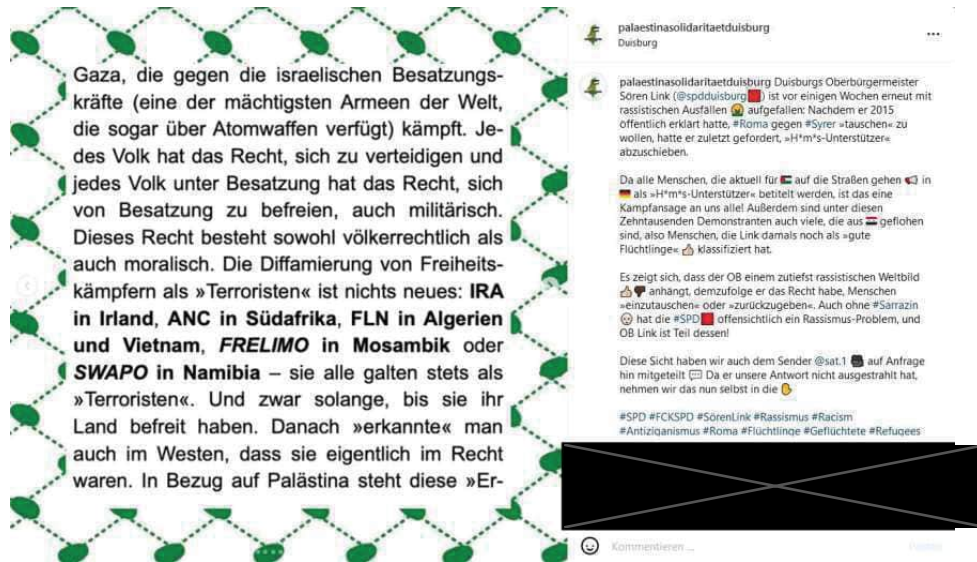 Gaza, die gegen die israelischen Besatzungs-
kräfte (eine der mächtigsten Armeen der Welt,
die sogar über Atomwaffen verfügt) kämpft. Je-
des Volk hat das Recht, sich zu verteidigen und
jedes Volk unter Besatzung hat das Recht, sich
von Besatzung zu befreien, auch militärisch.
Dieses Recht besteht sowohl völkerrechtlich als
auch moralisch. Die Diffamierung von Freiheits-
kämpfern als »Terroristen« ist nichts neues: IRA
in Irland, ANC in Südafrika, FLN in Algerien
und Vietnam, FRELIMO in Mosambik oder
SWAPO in Namibia – sie alle galten stets als
»Terroristen«. Und zwar solange, bis sie ihr
Land befreit haben. Danach »erkannte« man
auch im Westen, dass sie eigentlich im Recht
waren. In Bezug auf Palästina steht diese »Er-
palaestinasolidaritaetduisburg
Duisburg
palaestinasolidaritaetduisburg Duisburgs Oberbürgermeister
Sören Link (@spdduisburg🟥) ist vor einigen Wochen erneut mit
rassistischen Ausfällen 🤮 aufgefallen: Nachdem er 2015
öffentlich erklärt hatte, #Roma gegen #Syrer »tauschen« zu
wollen, hatte er zuletzt gefordert, »H*m*s-Unterstützer«
abzuschieben.
Da alle Menschen, die aktuell für 🇵🇸 auf die Straßen gehen 📢 in
🇩🇪 als »H*m*s-Unterstützer« betitelt werden, ist das eine
Kampfansage an uns alle! Außerdem sind unter diesen
Zehntausenden Demonstranten auch viele, die aus 🇸🇾 geflohen
sind, also Menschen, die Link damals noch als »gute
Flüchtlinge« 👍🏻 klassifiziert hat.
Es zeigt sich, dass der OB einem zutiefst rassistischen Weltbild
👍🏻👎🏿 anhängt, demzufolge er das Recht habe, Menschen
»einzutauschen« oder »zurückzugeben«. Auch ohne #Sarrazin
hat die #SPD🟥 offensichtlich ein Rassismus-Problem, und
OB Link ist Teil dessen!
Diese Sicht haben wir auch dem Sender @sat.1 auf Anfrage
hin mitgeteilt 💬 Da er unsere Antwort nicht ausgestrahlt hat,
nehmen wir das nun selbst in die ✋
#SPD #FCKSPD #SörenLink #Rassismus #Racism
#Antiziganismus #Roma #Flüchtlinge #Geflüchtete #Refugees
Kommentieren ...